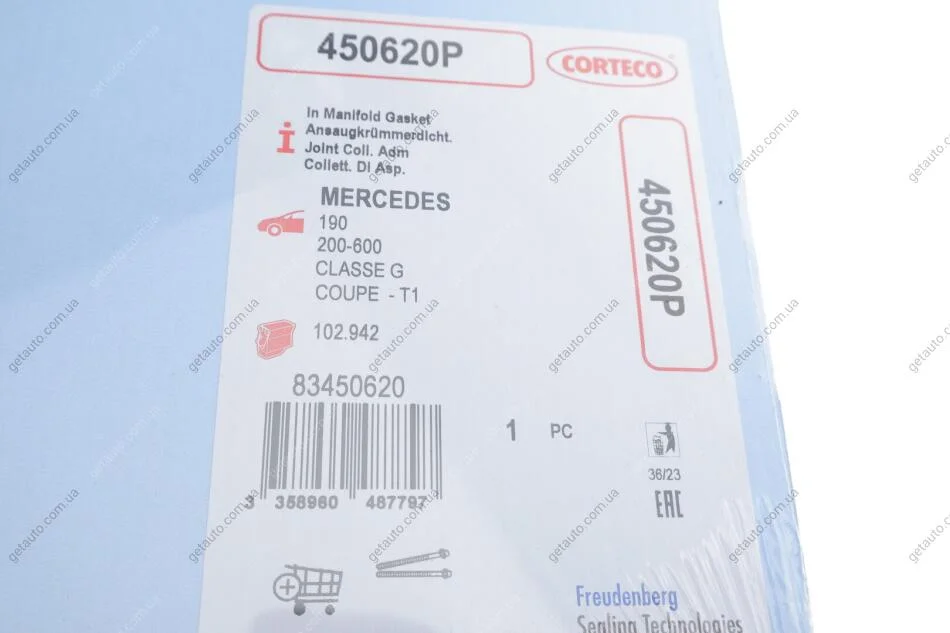 450620P
CORTECO
In Manifold Gasket
Ansaugkrümmerdicht.
Joint Coll. Adm
Collett. Di Asp.
450620P
MERCEDES
190
200-600
CLASSE G
COUPE - T1
102.942
83450620
3 358960 487797
1 PC
36/23
EAC
Freudenberg
Sealing Technologies
getauto.com.ua